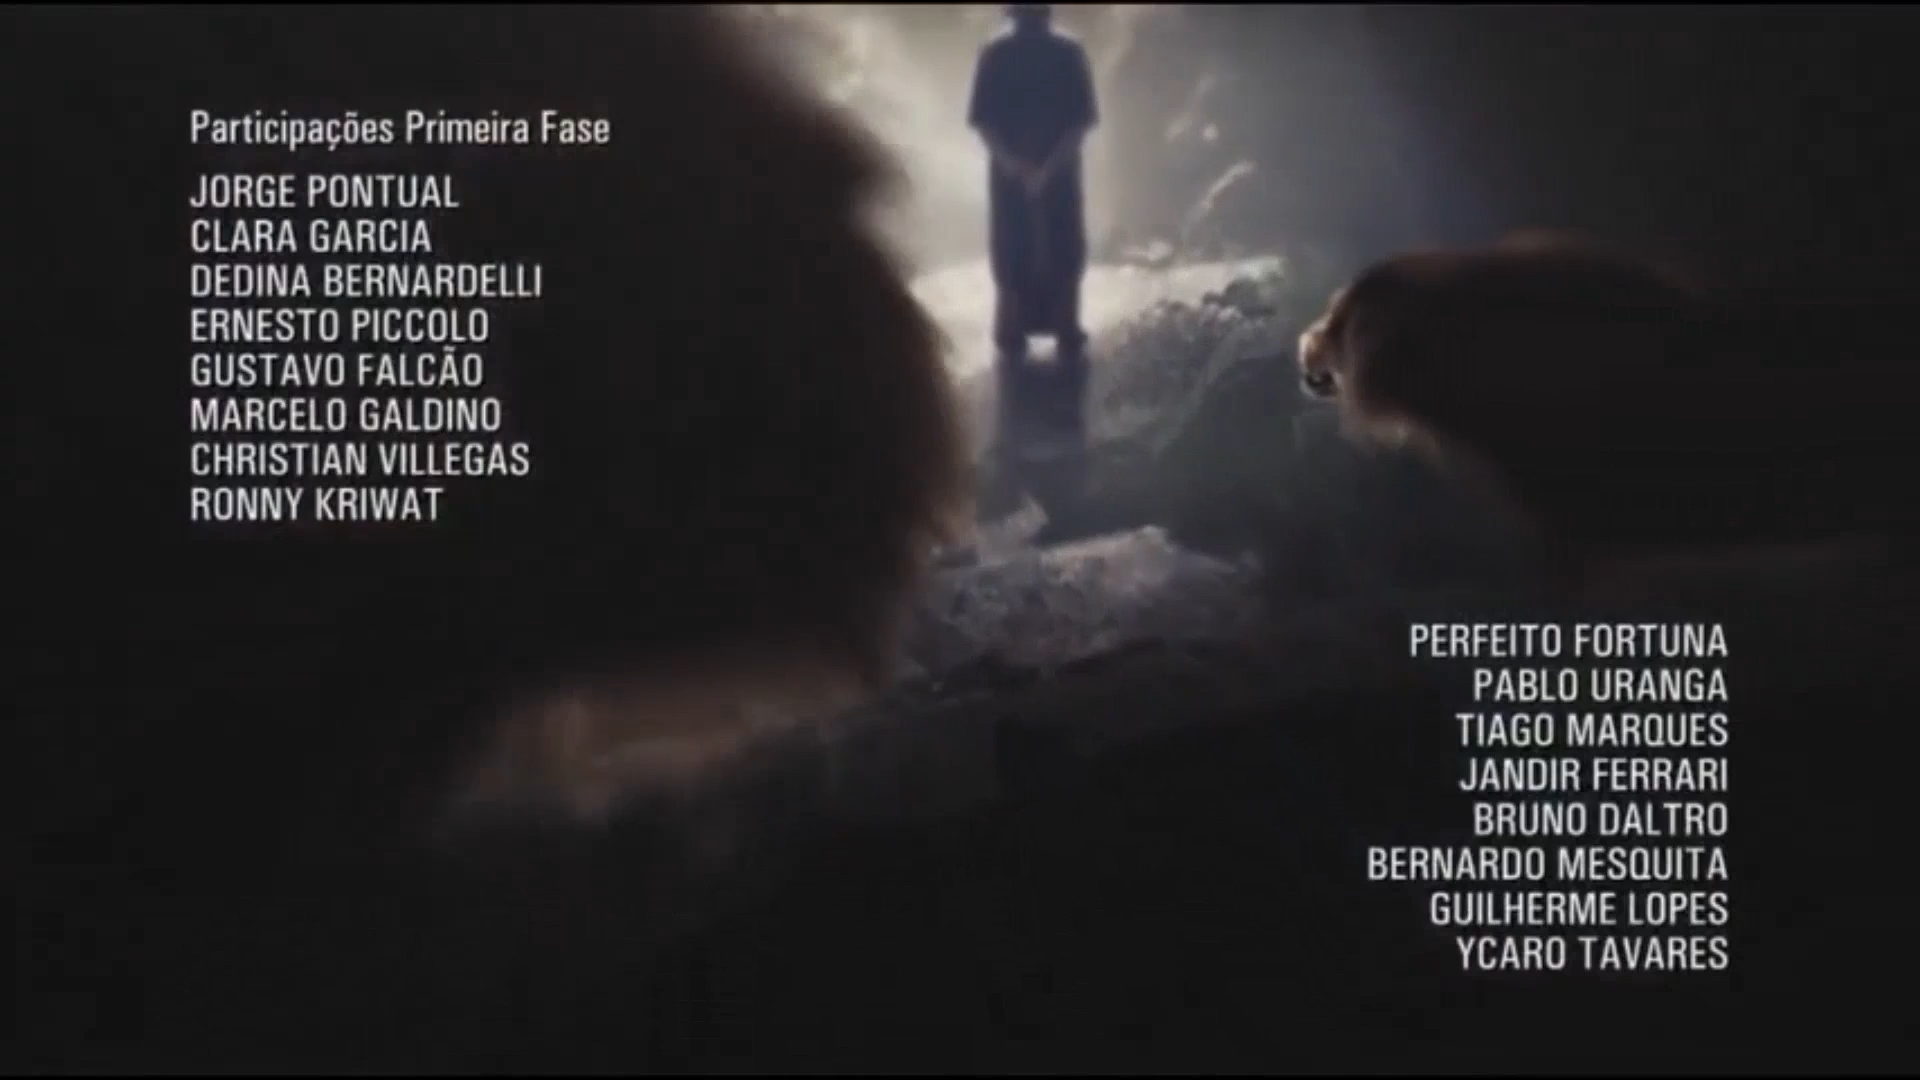 Participações Primeira Fase
JORGE PONTUAL
CLARA GARCIA
DEDINA BERNARDELLI
ERNESTO PICCOLO
GUSTAVO FALCÃO
MARCELO GALDINO
CHRISTIAN VILLEGAS
RONNY KRIWAT
PERFEITO FORTUNA
PABLO URANGA
TIAGO MARQUES
JANDIR FERRARI
BRUNO DALTRO
BERNARDO MESQUITA
GUILHERME LOPES
YCARO TAVARES